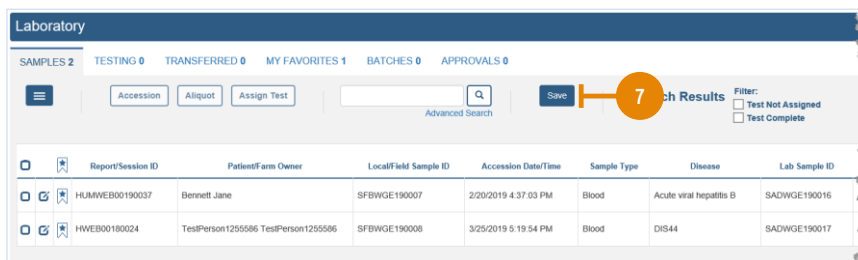 Laboratory
SAMPLES 2 TESTING 0 TRANSFERRED 0 MY FAVORITES 1 BATCHES 0 APPROVALS 0
Accession Aliquot Assign Test Save 7 ch Results Filter:
Test Not Assigned
Advanced Search
Test Complete
Report/Session ID Patient/Farm Owner Local/Field Sample ID Accession Date/Time Sample Type Disease Lab Sample ID
HUMWEB00190037 Bennett Jane SFBWGE190007 2/20/2019 4:37:03 PM Blood Acute viral hepatitis B SADWGE190016
HWEB00180024 TestPerson1255586 TestPerson1255586 SFBWGE190008 3/25/2019 5:19:54 PM Blood DIS44 SADWGE190017